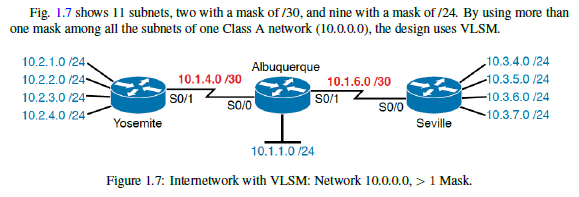 Fig. 1.7 shows 11 subnets, two with a mask of /30, and nine with a mask of /24. By using more than
one mask among all the subnets of one Class A network (10.0.0.0), the design uses VLSM.
10.2.1.0 /24
10.2.2.0 /24
10.2.3.0 /24
10.2.4.0 /24
Yosemite
S0/1
10.1.4.0 /30
S0/0
Albuquerque
10.1.1.0 /24
S0/1
10.1.6.0 /30
S0/0
Seville
10.3.4.0 /24
10.3.5.0 /24
10.3.6.0 /24
10.3.7.0 /24
Figure 1.7: Internetwork with VLSM: Network 10.0.0.0, > 1 Mask.